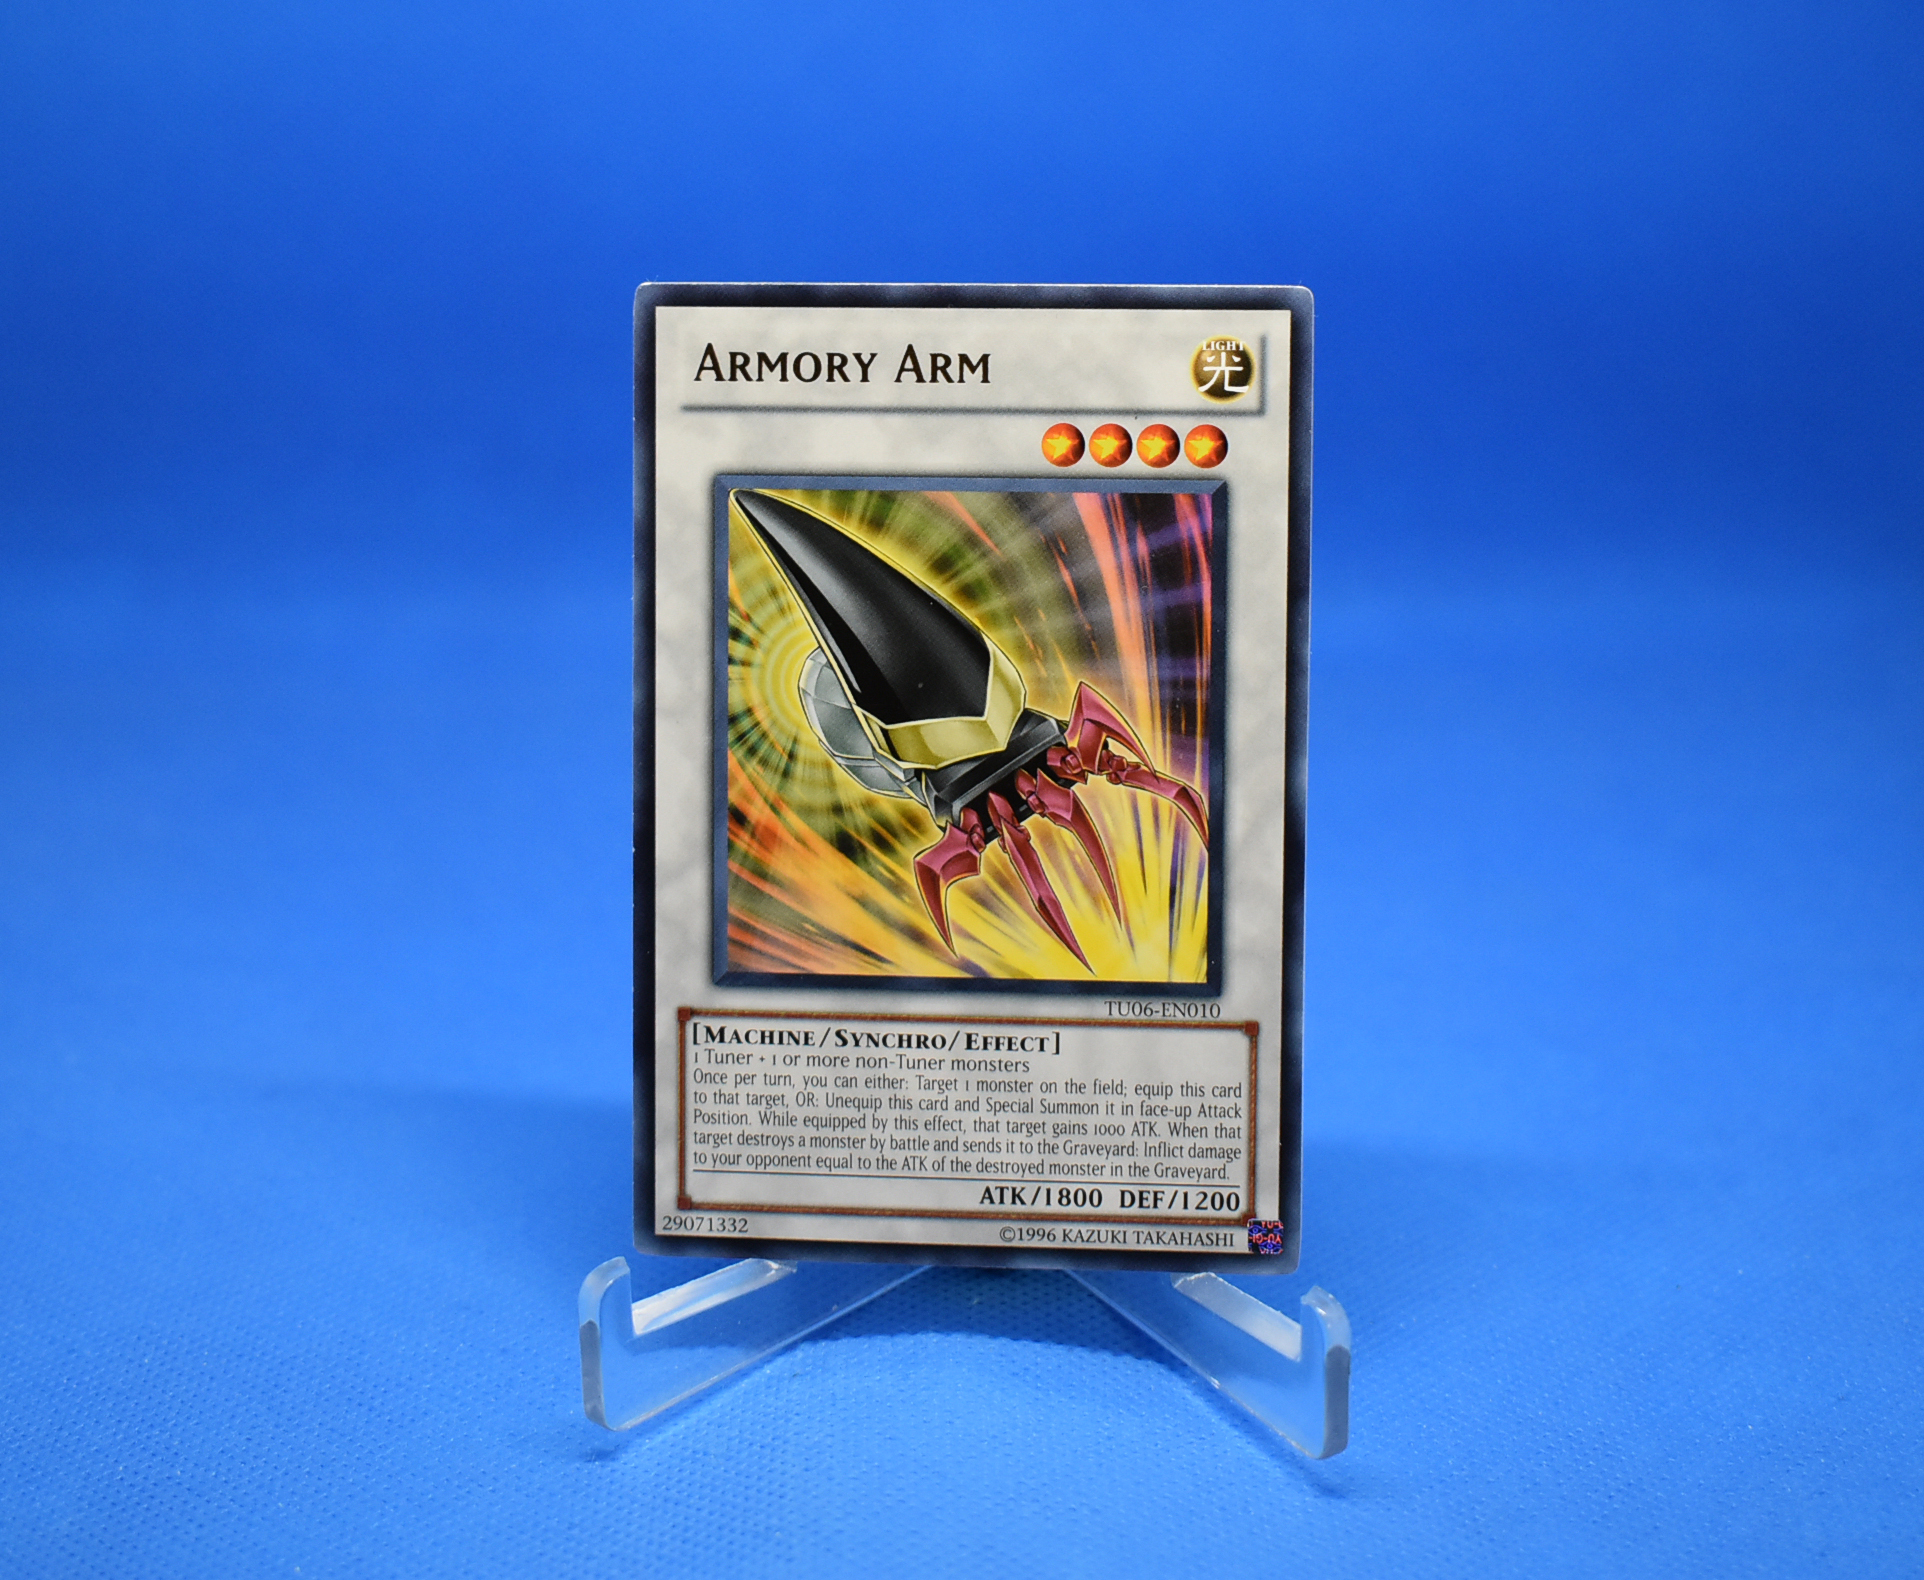 ARMORY ARM
LIGHT
光
TU06-EN010
[MACHINE/SYNCHRO/EFFECT]
1 Tuner + 1 or more non-Tuner monsters
Once per turn, you can either: Target 1 monster on the field; equip this card
to that target, OR: Unequip this card and Special Summon it in face-up Attack
Position. While equipped by this effect, that target gains 1000 ATK. When that
target destroys a monster by battle and sends it to the Graveyard: Inflict damage
to your opponent equal to the ATK of the destroyed monster in the Graveyard.
ATK/1800 DEF/1200
29071332
©1996 KAZUKI TAKAHASHI